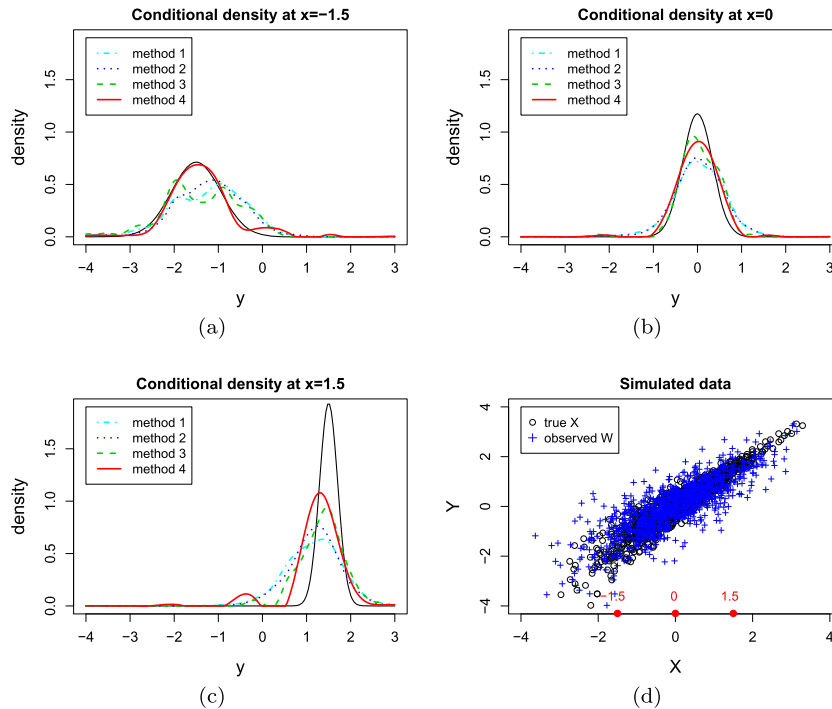 Conditional density at x=−1.5
method 1
method 2
method 3
method 4
density
0.0 0.5 1.0 1.5
−4 −3 −2 −1 0 1 2 3
y
(a)
Conditional density at x=0
method 1
method 2
method 3
method 4
density
0.0 0.5 1.0 1.5
−4 −3 −2 −1 0 1 2 3
y
(b)
Conditional density at x=1.5
method 1
method 2
method 3
method 4
density
0.0 0.5 1.0 1.5
−4 −3 −2 −1 0 1 2 3
y
(c)
Simulated data
true X
observed W
Y
−4 −2 0 2 4
−1.5 0 1.5
−4 −2 0 2 4
X
(d)